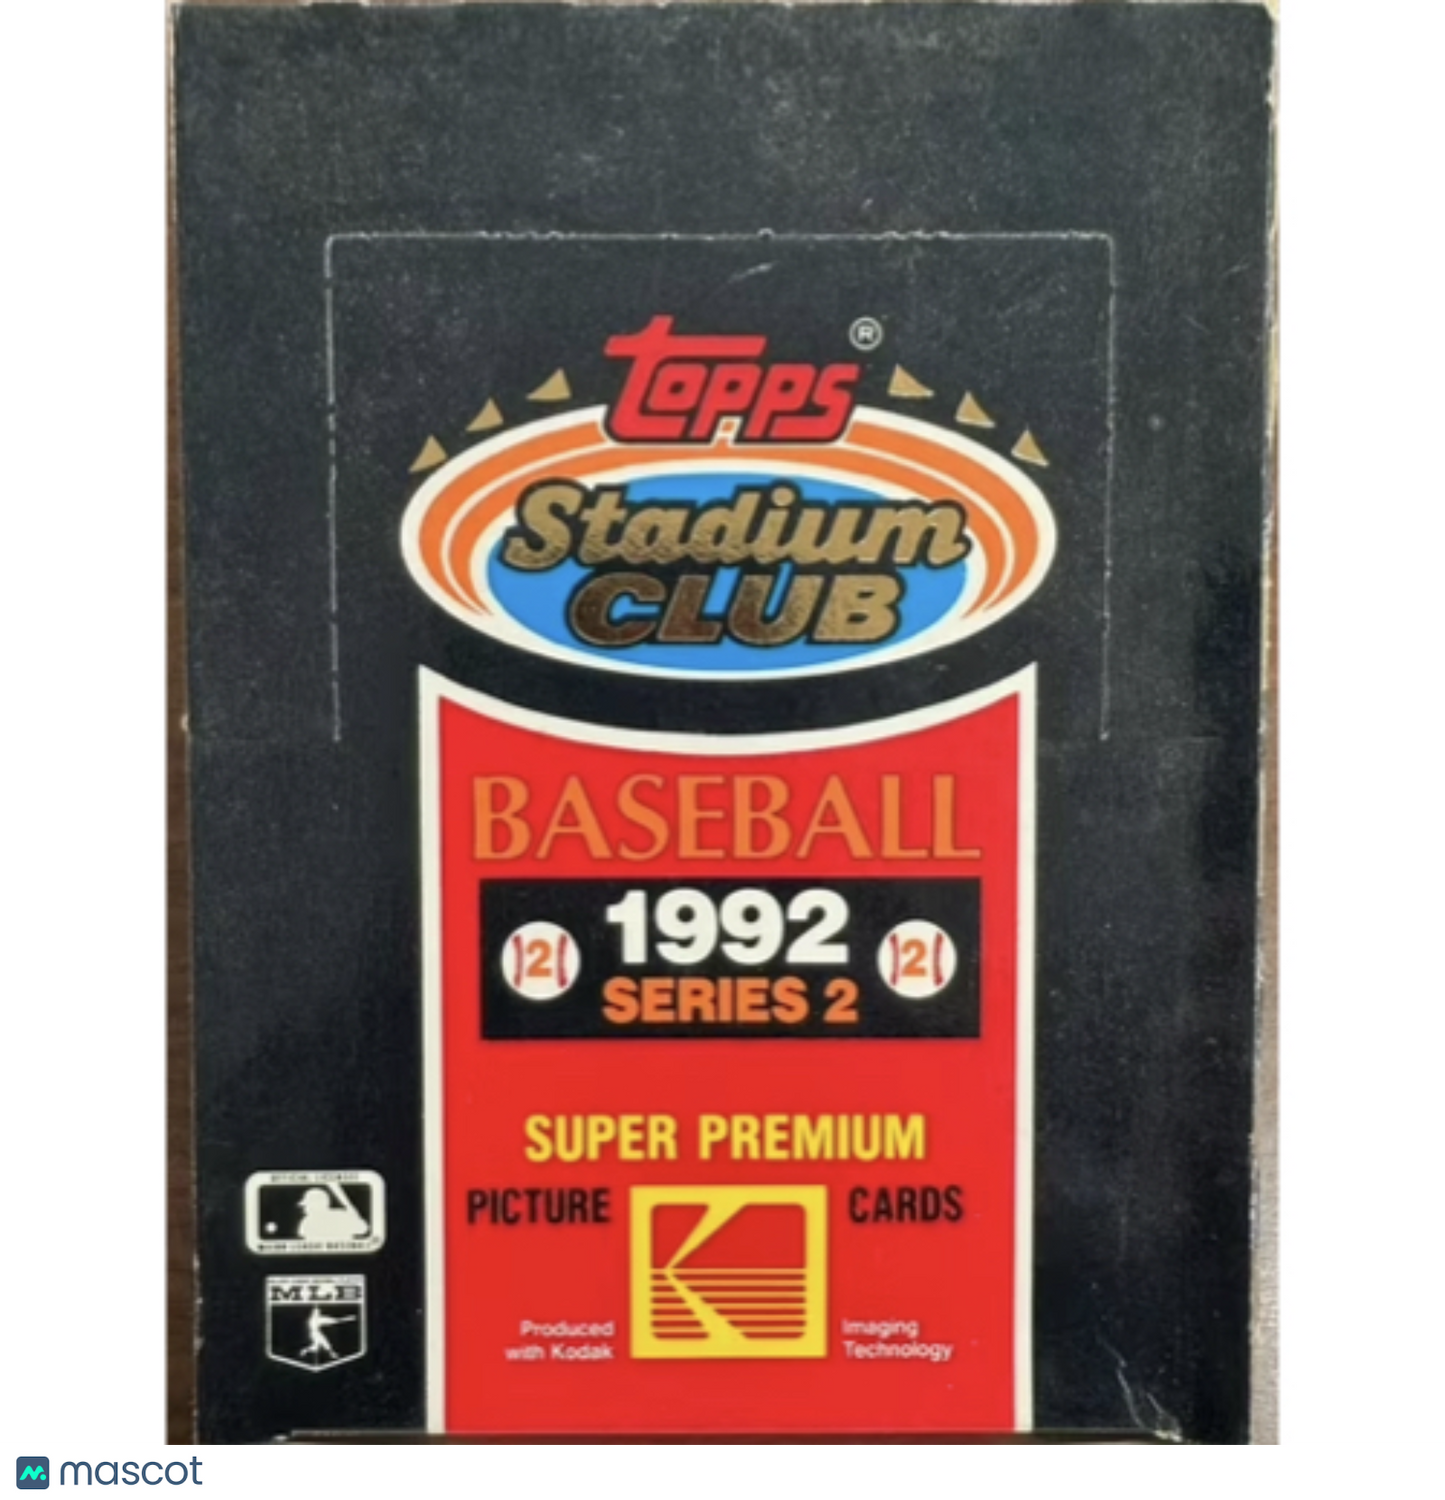 topps ®
Stadium
CLUB
BASEBALL
1992
2 2
SERIES 2
SUPER PREMIUM
PICTURE CARDS
MLB
Produced
with Kodak
Imaging
Technology
mascot